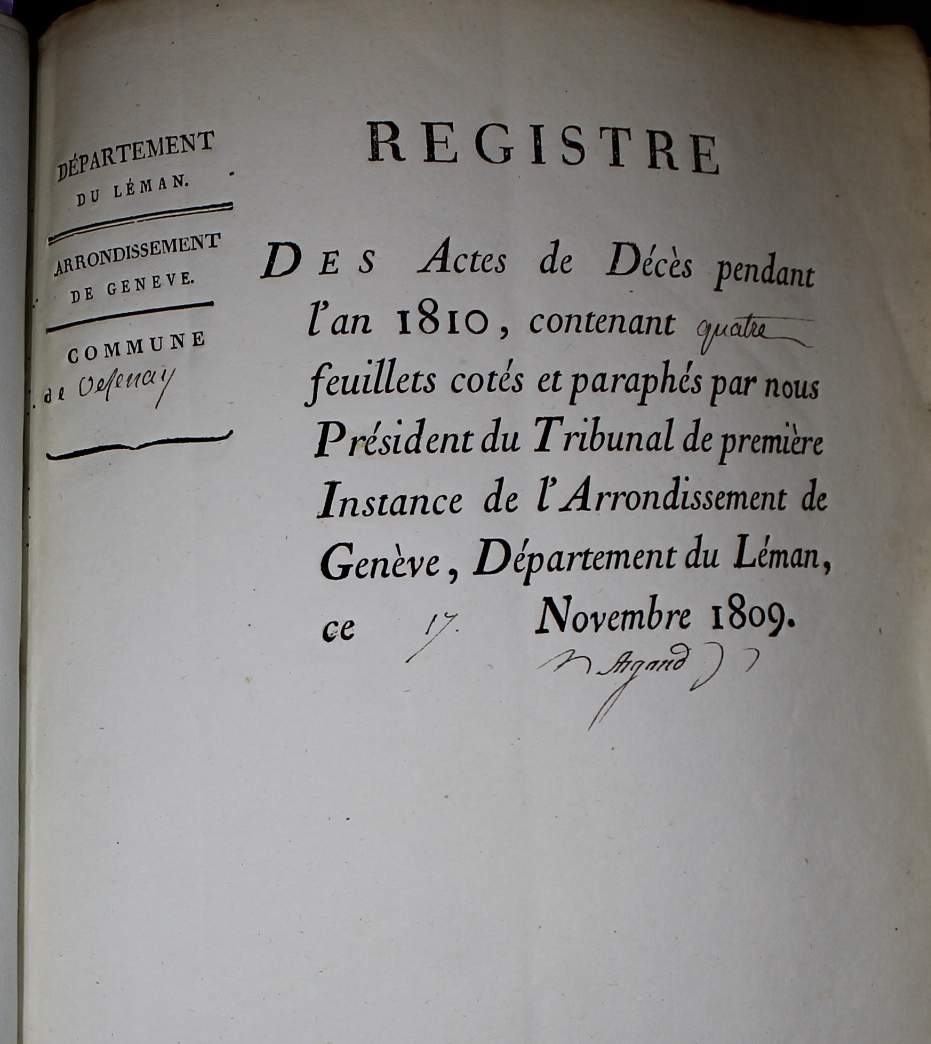 DÉPARTEMENT
DU LÉMAN.
ARRONDISSEMENT
DE GENEVE.
COMMUNE
de Vesenay
REGISTRE
DES Actes de Décès pendant
l'an 1810, contenant quatre
feuillets cotés et paraphés par nous
Président du Tribunal de première
Instance de l'Arrondissement de
Genève, Département du Léman,
ce 17. Novembre 1809.
Argand